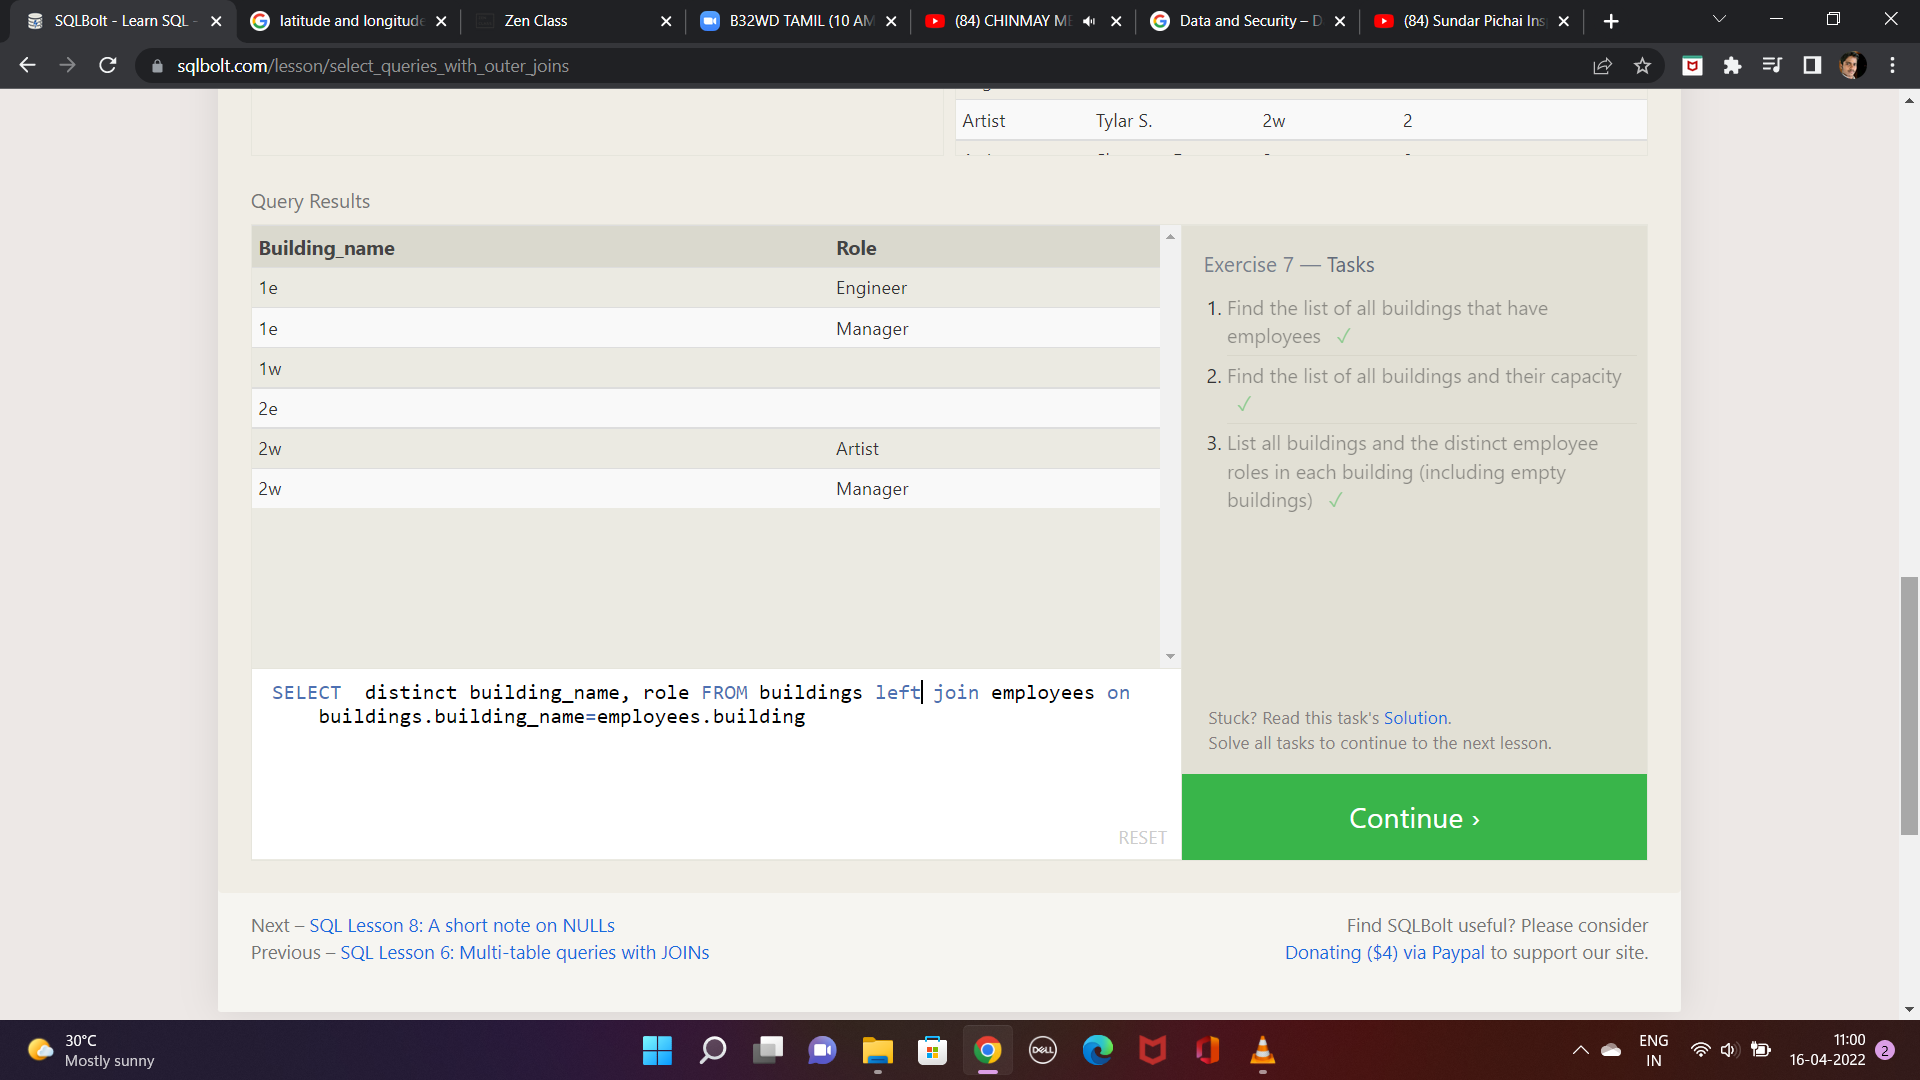 SQLBolt - Learn SQL -
latitude and longitude
Zen Class
B32WD TAMIL (10 AM
(84) CHINMAY M
Data and Security – D
(84) Sundar Pichai Ins
sqlbolt.com/lesson/select_queries_with_outer_joins
Artist Tylar S. 2w 2
Query Results
Building_name Role
1e Engineer
1e Manager
1w
2e
2w Artist
2w Manager
Exercise 7 — Tasks
1. Find the list of all buildings that have
employees ✓
2. Find the list of all buildings and their capacity
✓
3. List all buildings and the distinct employee
roles in each building (including empty
buildings) ✓
SELECT distinct building_name, role FROM buildings left join employees on
buildings.building_name=employees.building
RESET
Stuck? Read this task's Solution.
Solve all tasks to continue to the next lesson.
Continue ›
Next – SQL Lesson 8: A short note on NULLs
Previous – SQL Lesson 6: Multi-table queries with JOINs
Find SQLBolt useful? Please consider
Donating ($4) via Paypal to support our site.
30°C
Mostly sunny
DELL
ENG
IN
11:00
16-04-2022
2